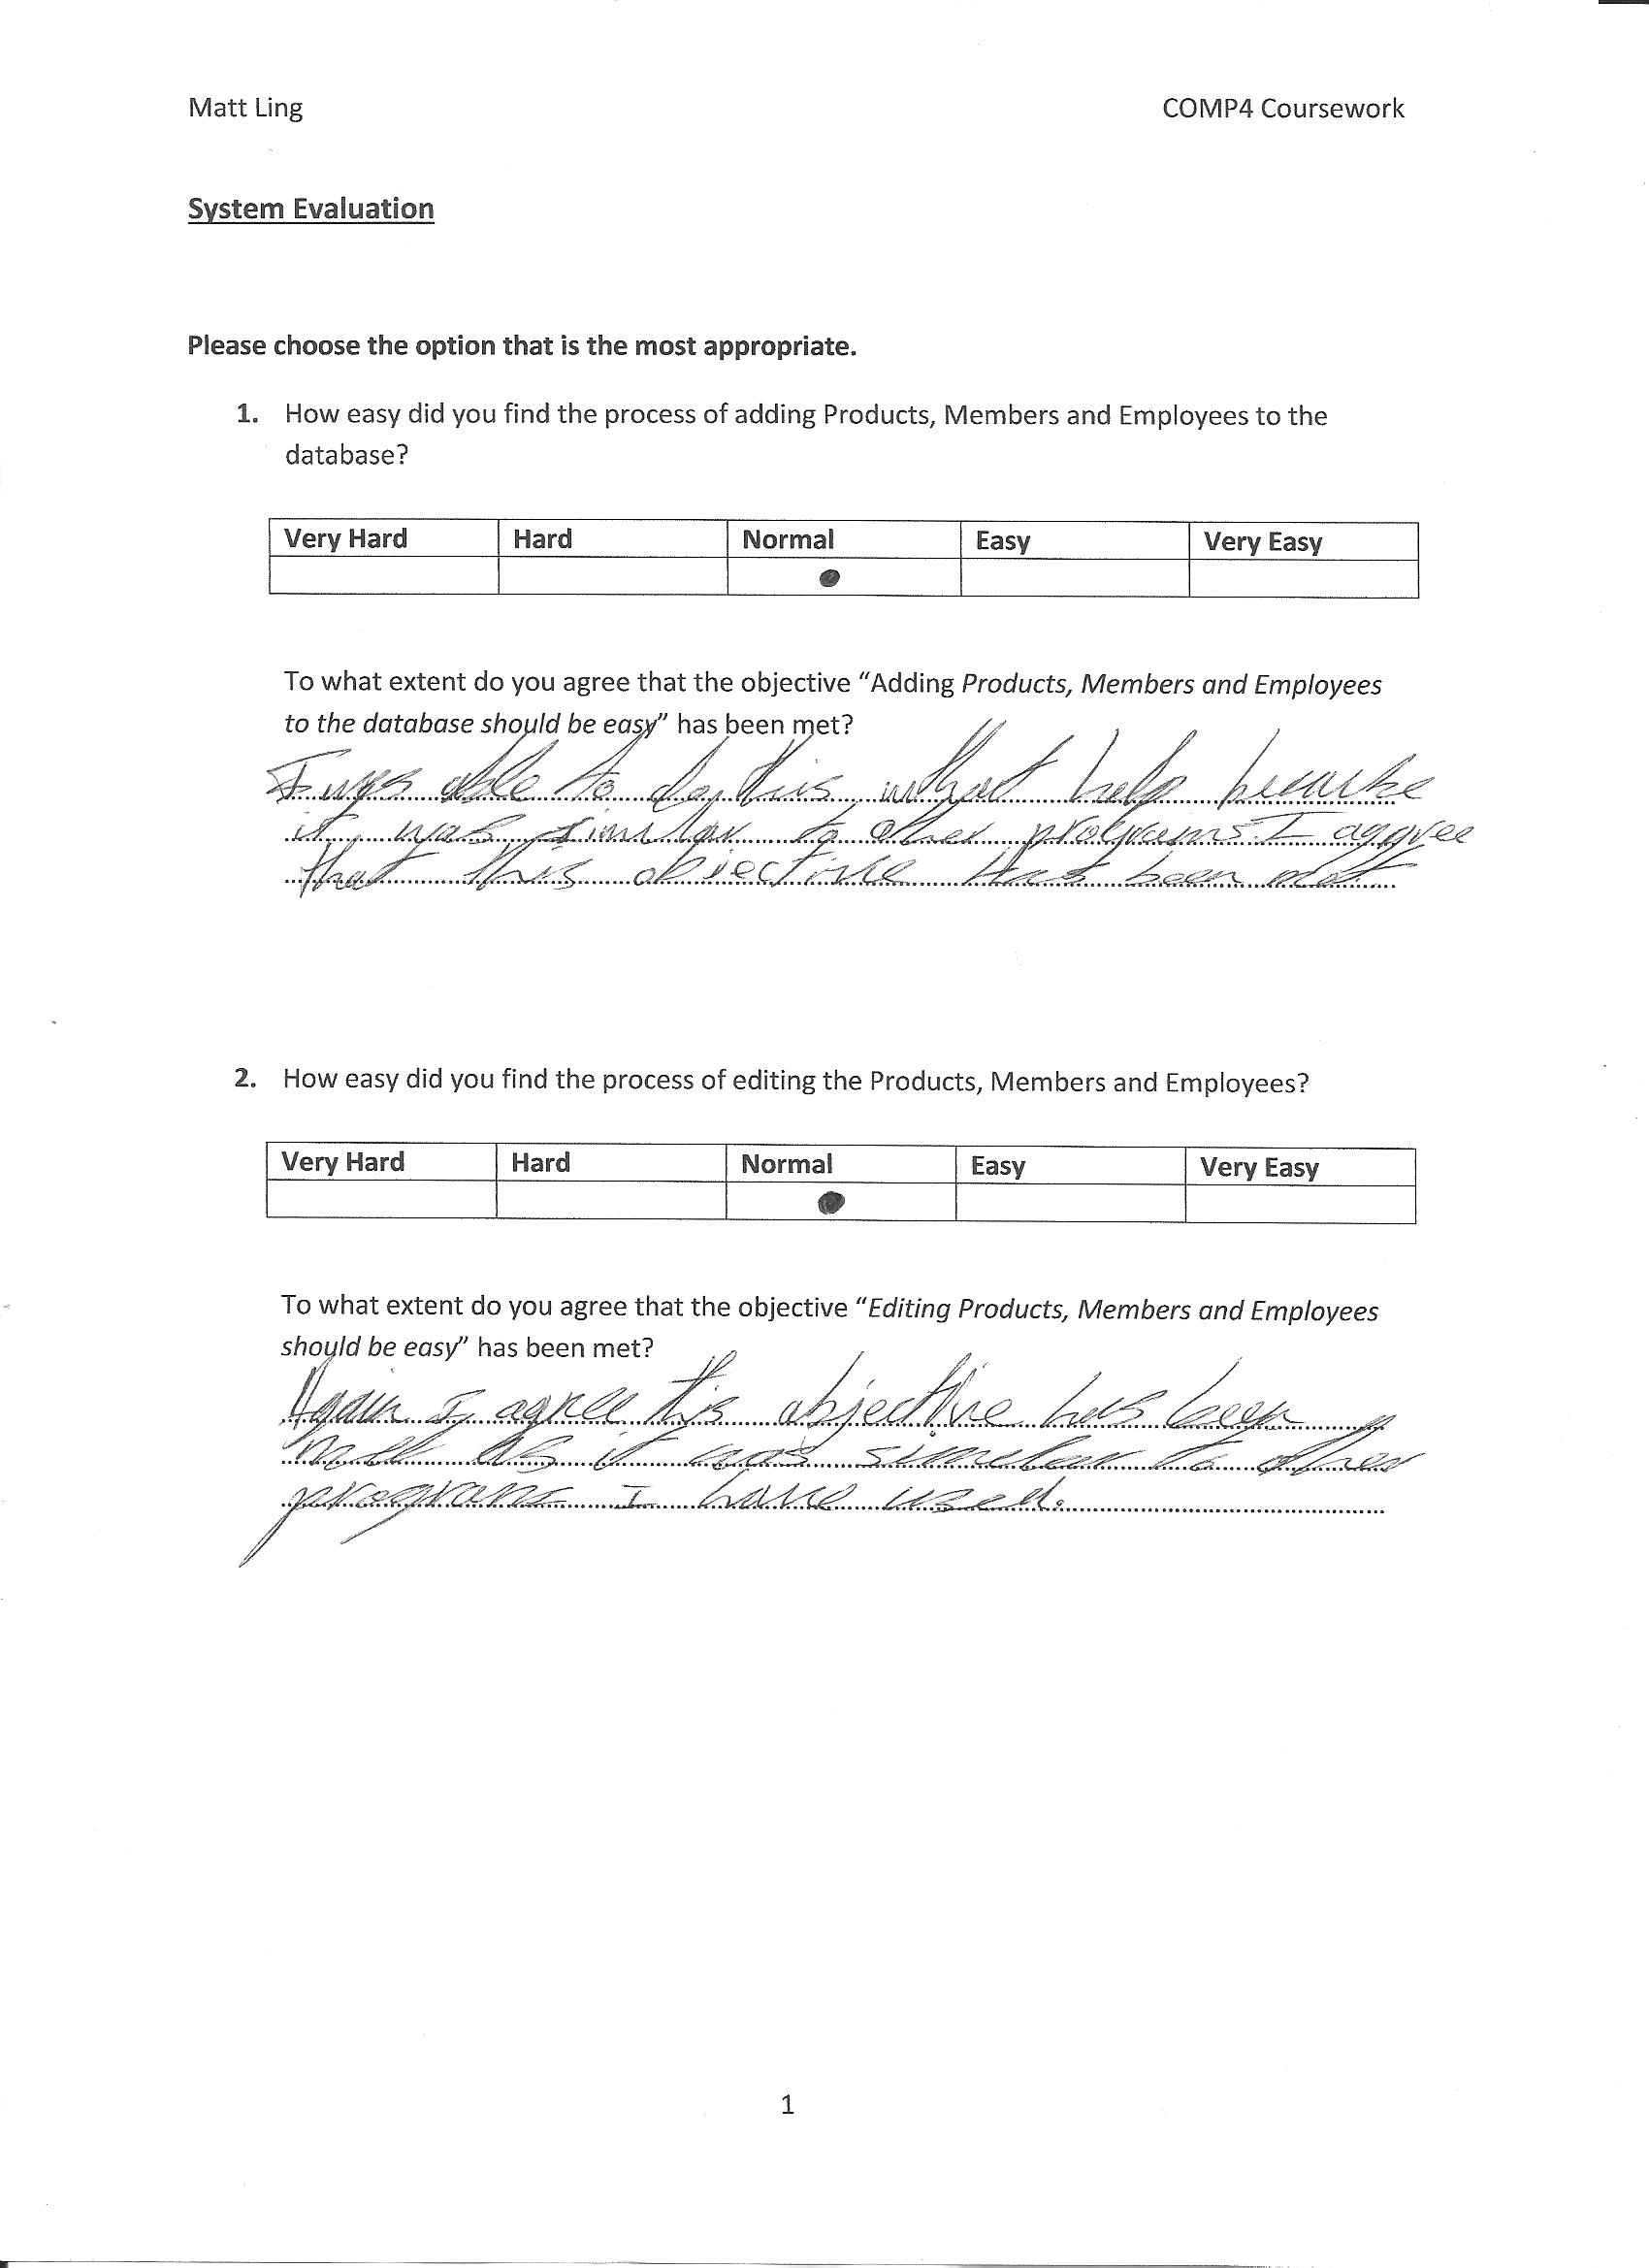 Matt Ling
COMP4 Coursework
System Evaluation
Please choose the option that is the most appropriate.
1. How easy did you find the process of adding Products, Members and Employees to the
database?
Very Hard Hard Normal Easy Very Easy
To what extent do you agree that the objective “Adding Products, Members and Employees
to the database should be easy” has been met?
I was able to do this without help because
it was similar to other programs. I aggree
that this objective has been met
2. How easy did you find the process of editing the Products, Members and Employees?
Very Hard Hard Normal Easy Very Easy
To what extent do you agree that the objective “Editing Products, Members and Employees
should be easy” has been met?
Again I agree this objective has been
met as it was similar to other
programs I have used.
1